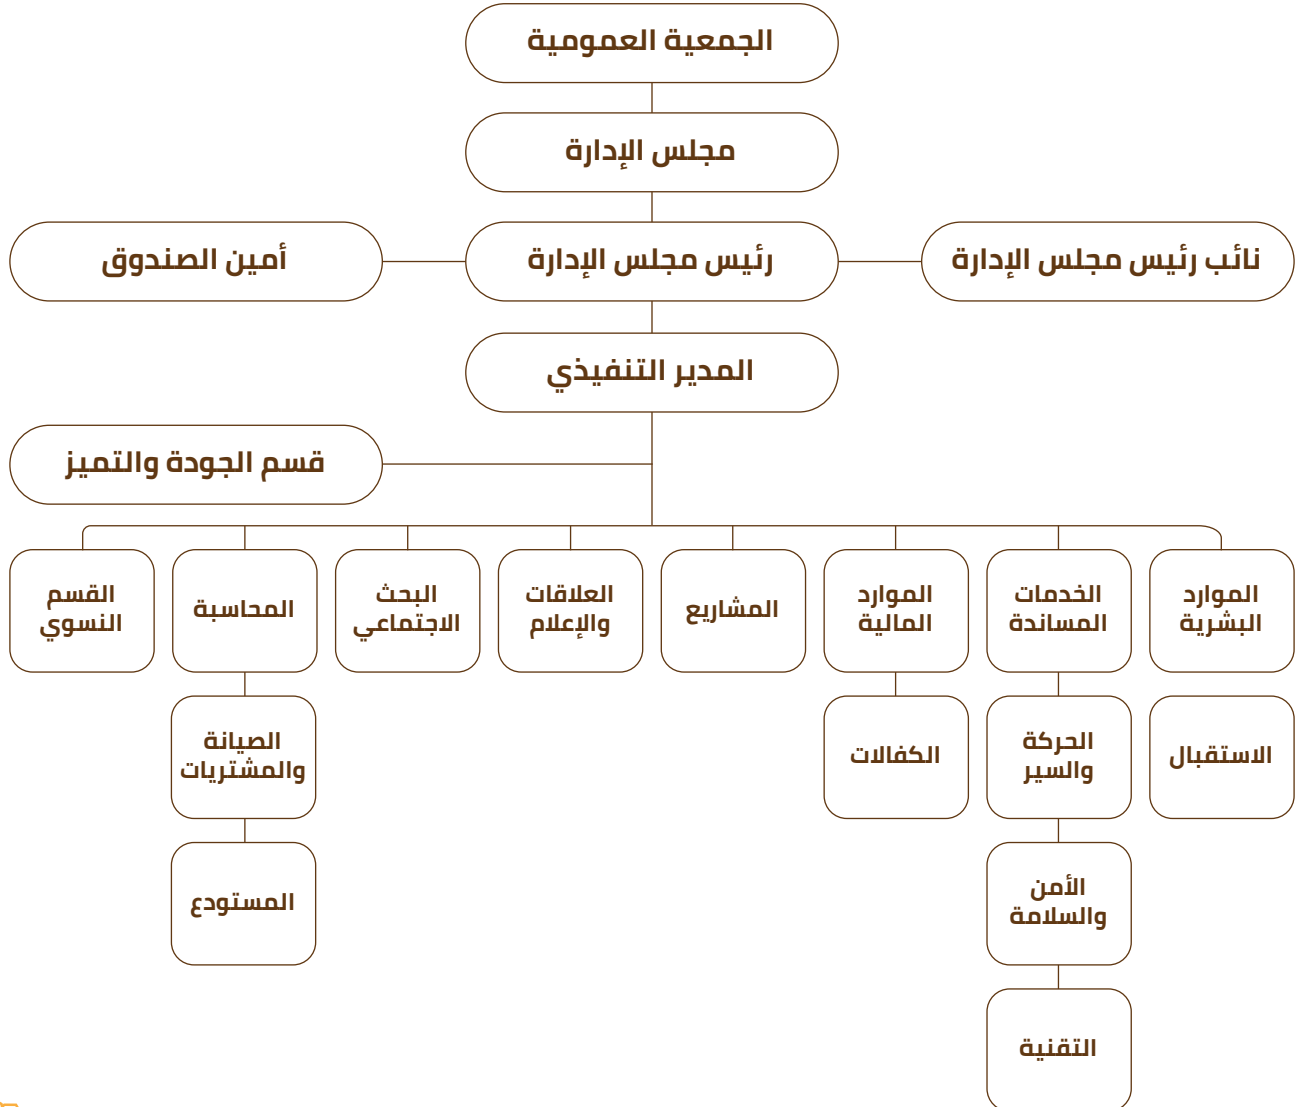 الجمعية العمومية
مجلس الإدارة
نائب رئيس مجلس الإدارة
رئيس مجلس الإدارة
أمين الصندوق
المدير التنفيذي
قسم الجودة والتميز
الموارد
البشرية
الخدمات
المساندة
الموارد
المالية
المشاريع
العلاقات
والإعلام
البحث
الاجتماعي
المحاسبة
القسم
النسوي
الاستقبال
الحركة
والسير
الكفالات
الصيانة
والمشتريات
الأمن
والسلامة
المستودع
التقنية